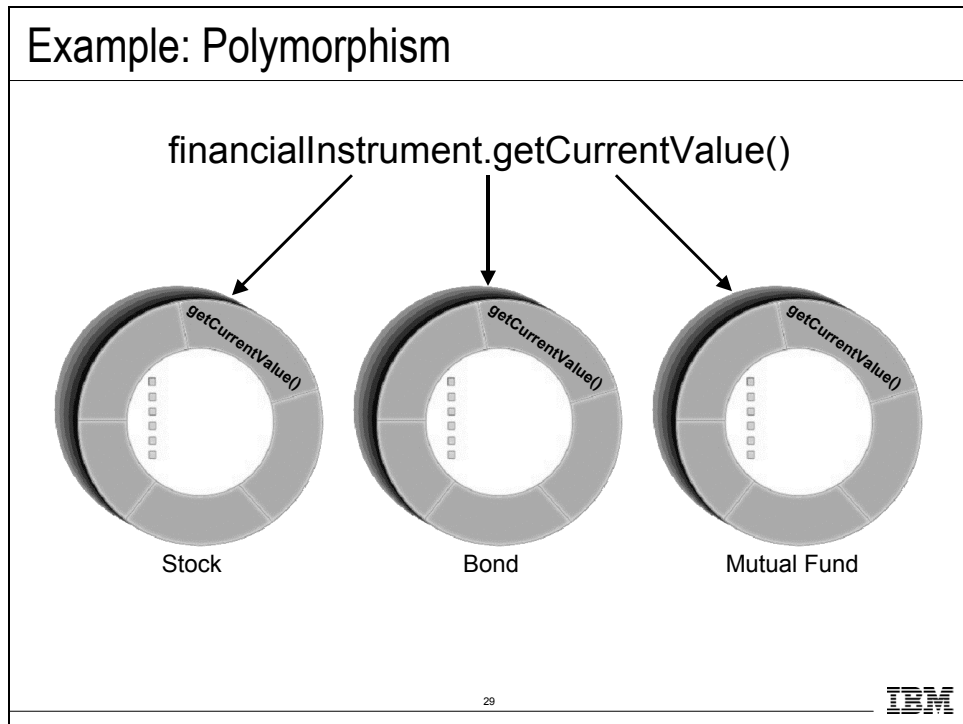 Example: Polymorphism
financialInstrument.getCurrentValue()
getCurrentValue()
getCurrentValue()
getCurrentValue()
Stock
Bond
Mutual Fund
29
IBM